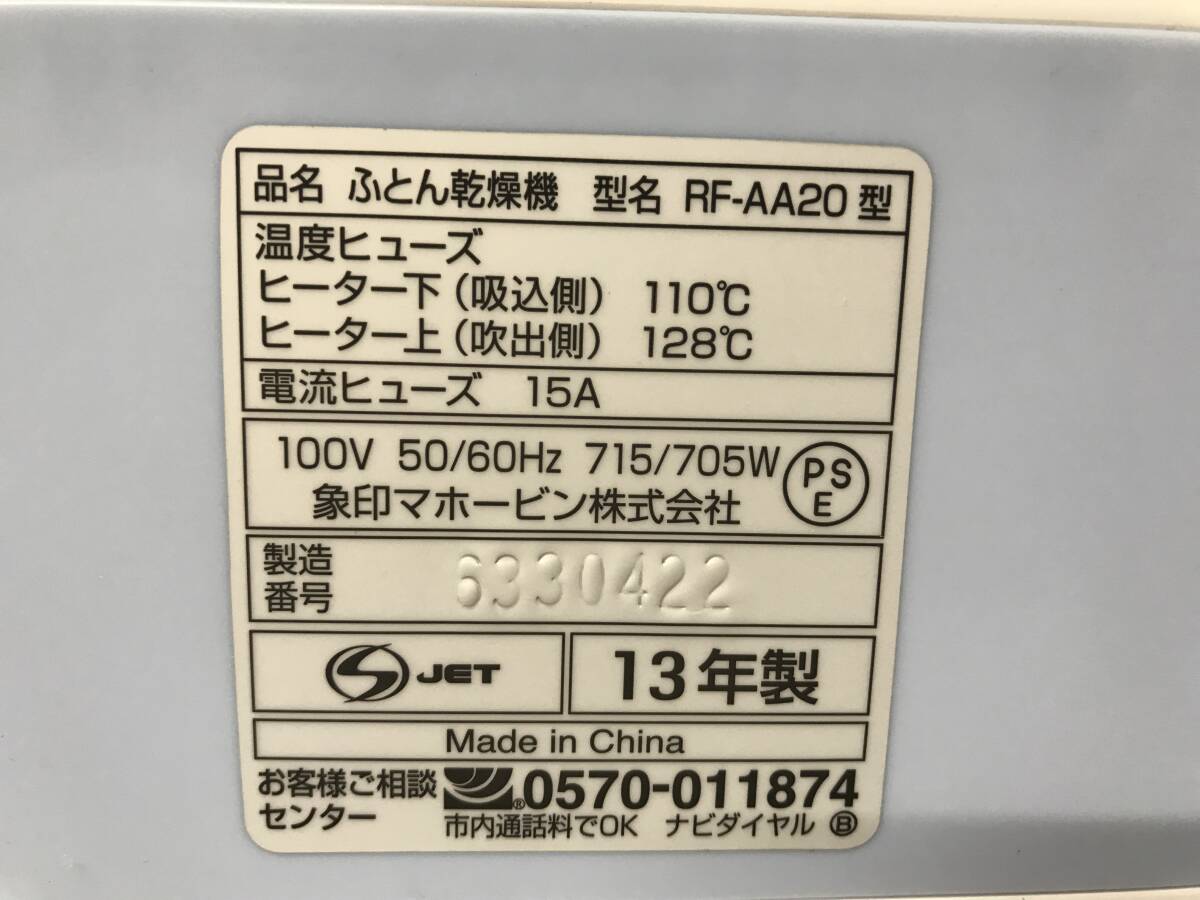 品名 ふとん乾燥機 型名 RF-AA20 型
温度ヒューズ
ヒーター下(吸込側) 110℃
ヒーター上(吹出側) 128℃
電流ヒューズ 15A
100V 50/60Hz 715/705W
象印マホービン株式会社
PS
E
製造
番号
6330422
S JET
13年製
Made in China
お客様ご相談
センター
®0570-011874
市内通話料でOK ナビダイヤル Ⓑ